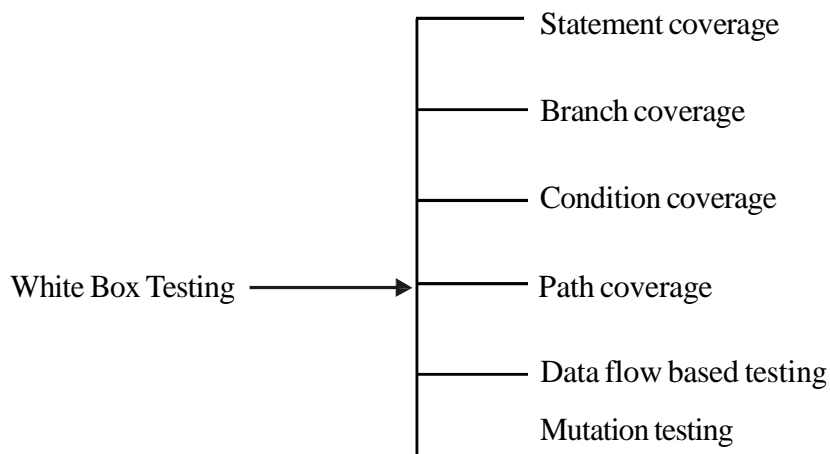 Statement coverage
Branch coverage
Condition coverage
White Box Testing
Path coverage
Data flow based testing
Mutation testing